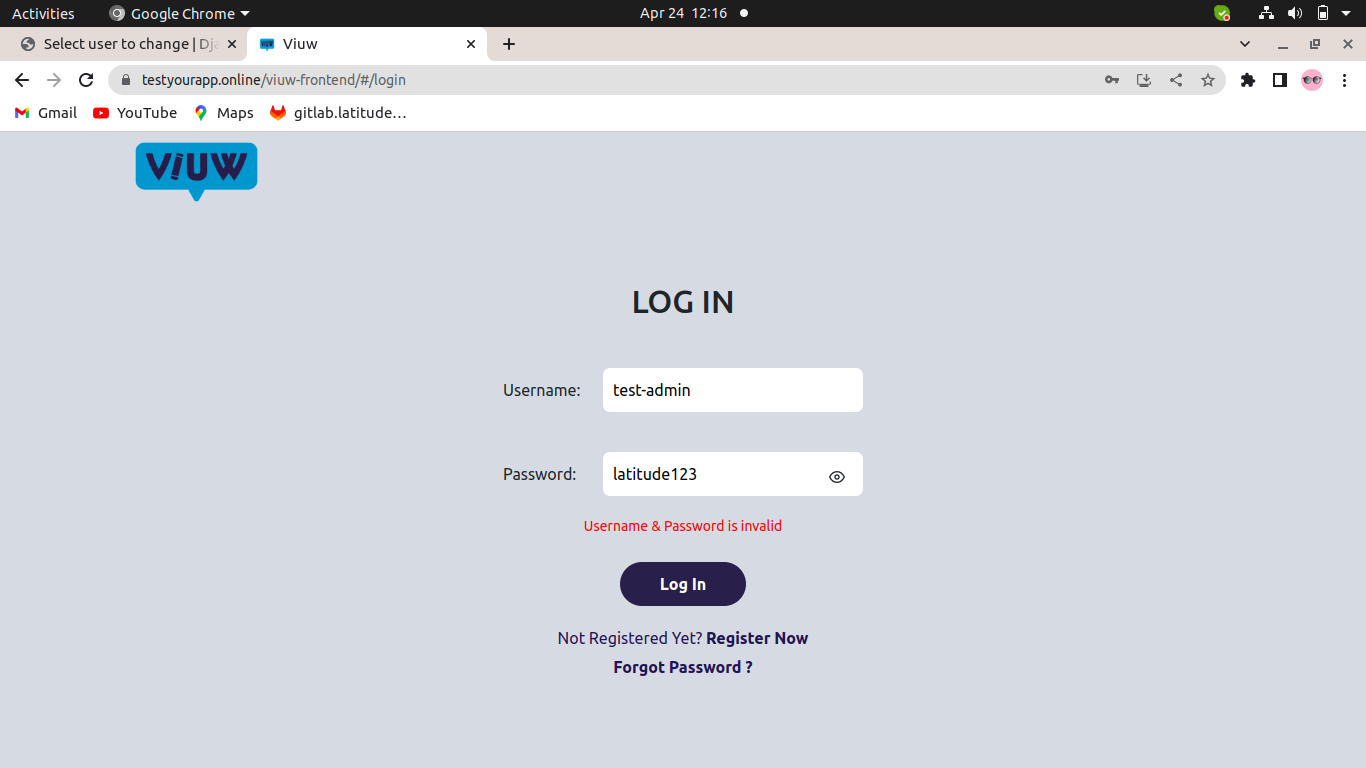 Activities Google Chrome Apr 24 12:16
Select user to change | Dja Viuw
testyourapp.online/viuw-frontend/#/login
Gmail YouTube Maps gitlab.latitude...
ViUW
LOG IN
Username: test-admin
Password: latitude123
Username & Password is invalid
Log In
Not Registered Yet? Register Now
Forgot Password ?